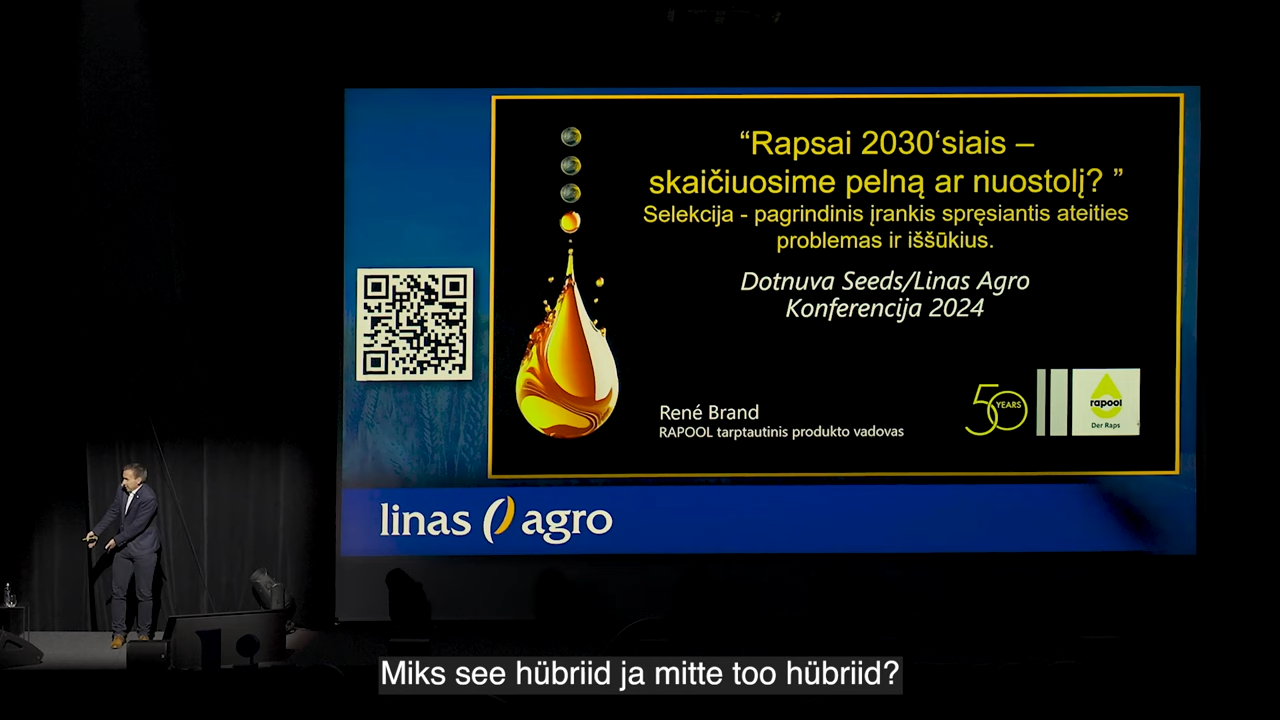 “Rapsai 2030‘siais –
skaičiuosime pelną ar nuostolį? ”
Selekcija - pagrindinis įrankis spręsiantis ateities
problemas ir iššūkius.
Dotnuva Seeds/Linas Agro
Konferencija 2024
René Brand
RAPOOL tarptautinis produkto vadovas
50 YEARS
rapool
Der Raps
linas agro
Miks see hübriid ja mitte too hübriid?